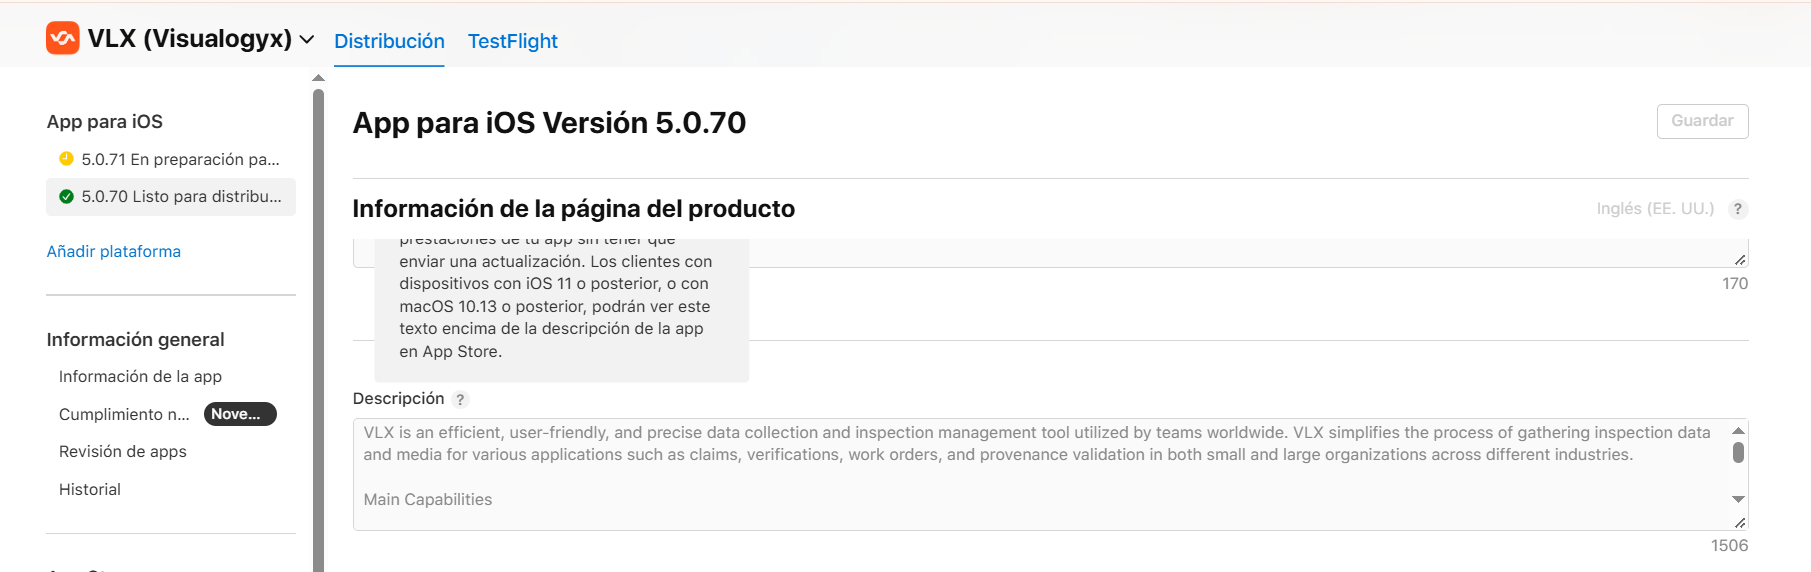 VLX (Visualogyx)
Distribución
TestFlight
App para iOS
5.0.71 En preparación pa...
5.0.70 Listo para distribu...
Añadir plataforma
Información general
Información de la app
Cumplimiento n...
Nove...
Revisión de apps
Historial
App para iOS Versión 5.0.70
Guardar
Información de la página del producto
Inglés (EE. UU.)
?
prestaciones de tu app sin tener que
enviar una actualización. Los clientes con
dispositivos con iOS 11 o posterior, o con
macOS 10.13 o posterior, podrán ver este
texto encima de la descripción de la app
en App Store.
170
Descripción
?
VLX is an efficient, user-friendly, and precise data collection and inspection management tool utilized by teams worldwide. VLX simplifies the process of gathering inspection data
and media for various applications such as claims, verifications, work orders, and provenance validation in both small and large organizations across different industries.
Main Capabilities
1506